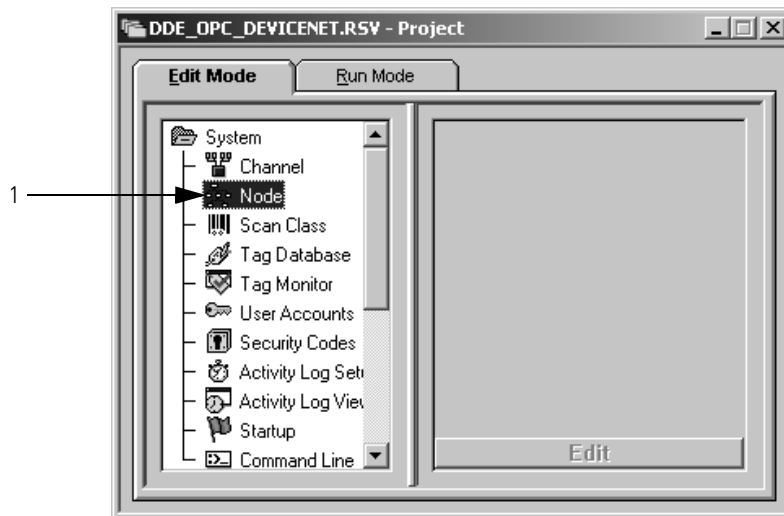 DDE_OPC_DEVICENET.RSV - Project
Edit Mode
Run Mode
System
Channel
1
Node
Scan Class
Tag Database
Tag Monitor
User Accounts
Security Codes
Activity Log Setu
Activity Log View
Startup
Command Line
Edit